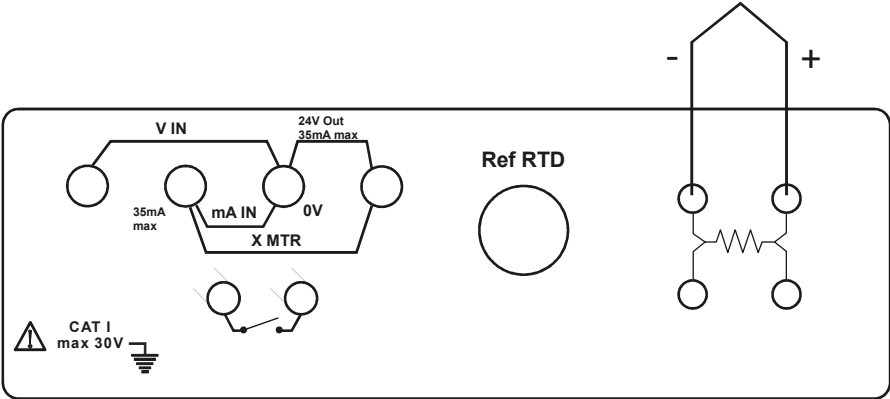 -
+
V IN
24V Out
35mA max
Ref RTD
35mA
max
mA IN
0V
X MTR
CAT I
max 30V